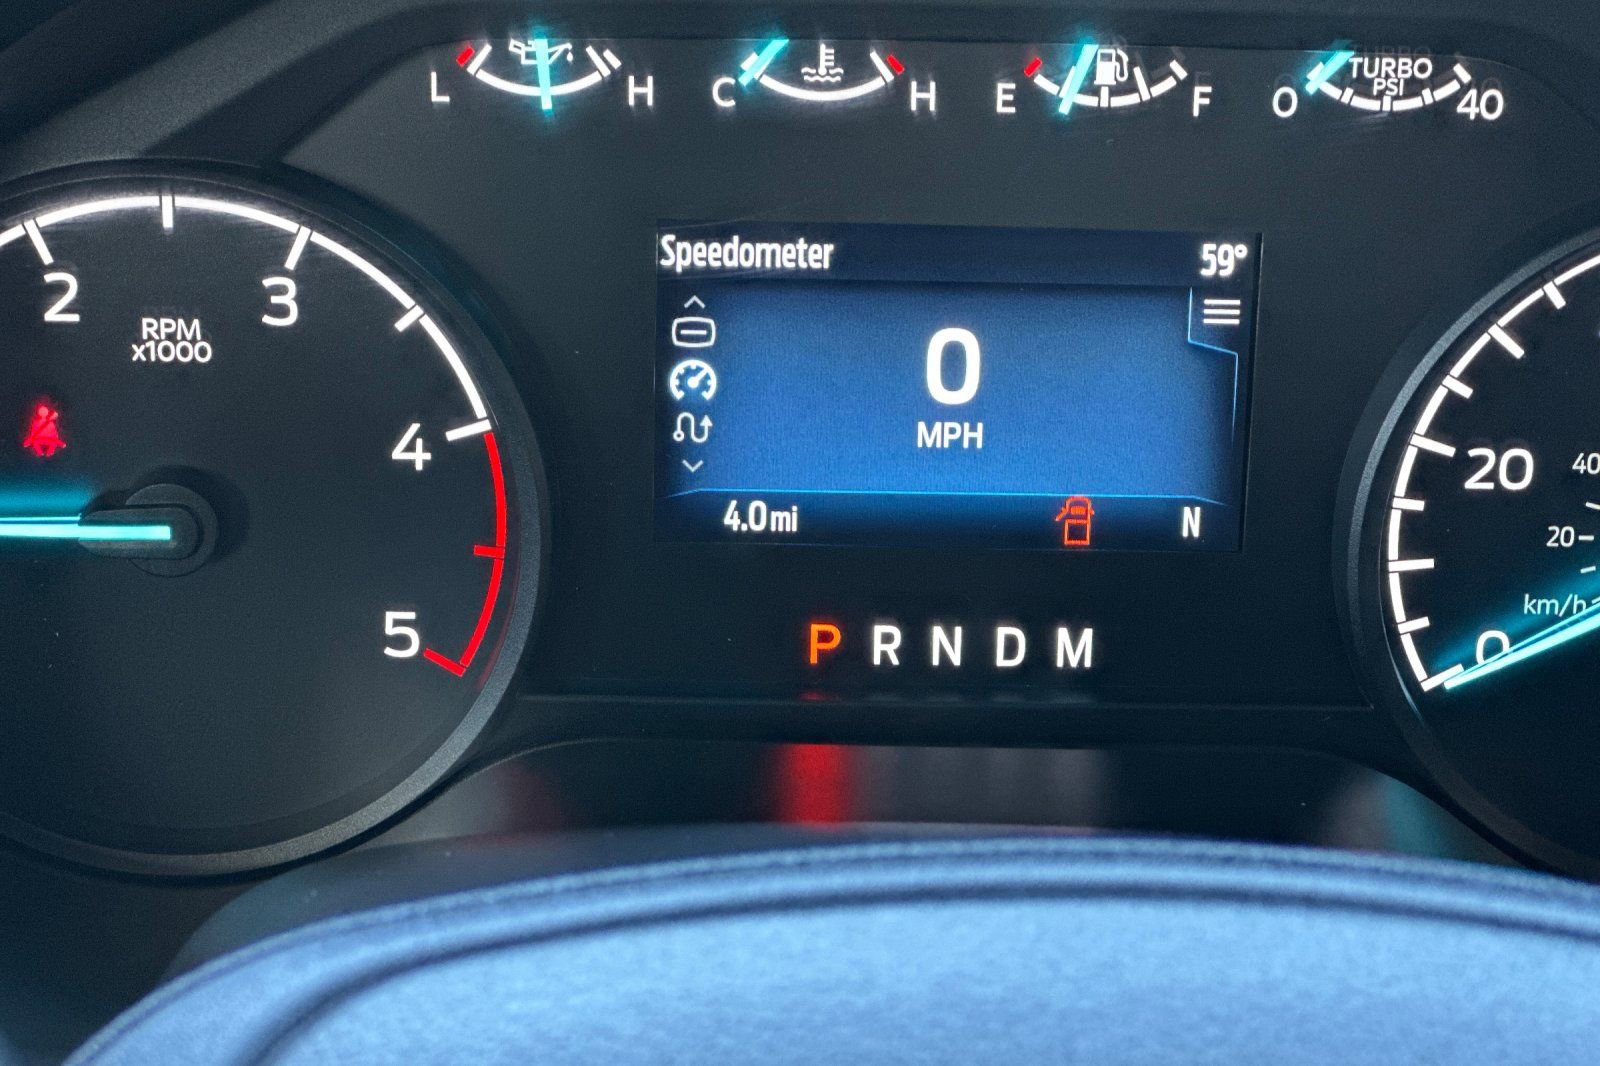 L H C H E F 0 TURBO PSI 40
Speedometer 59°
2 3
RPM
x1000
0
MPH
4
20 40
4.0mi N
20
km/h
5 P R N D M 0